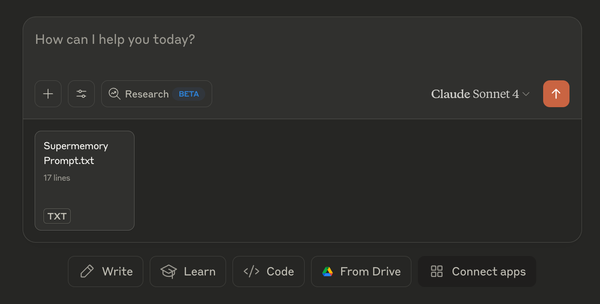 How can I help you today?
Research BETA
Claude Sonnet 4
Supermemory
Prompt.txt
17 lines
TXT
Write
Learn
Code
From Drive
Connect apps